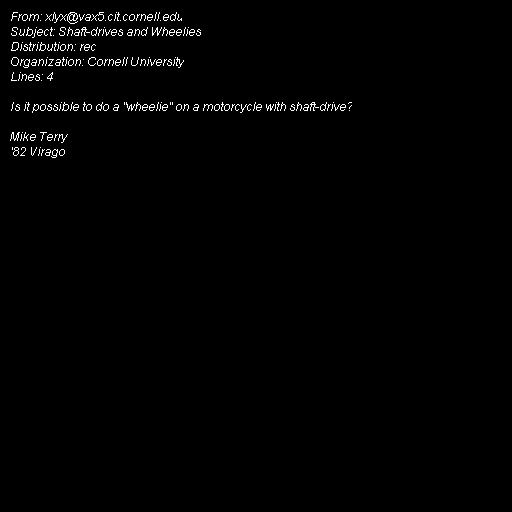 From: xlyx@vax5.cit.cornell.edu
Subject: Shaft-drives and Wheelies
Distribution: rec
Organization: Cornell University
Lines: 4

Is it possible to do a "wheelie" on a motorcycle with shaft-drive?

Mike Terry
'82 Virago